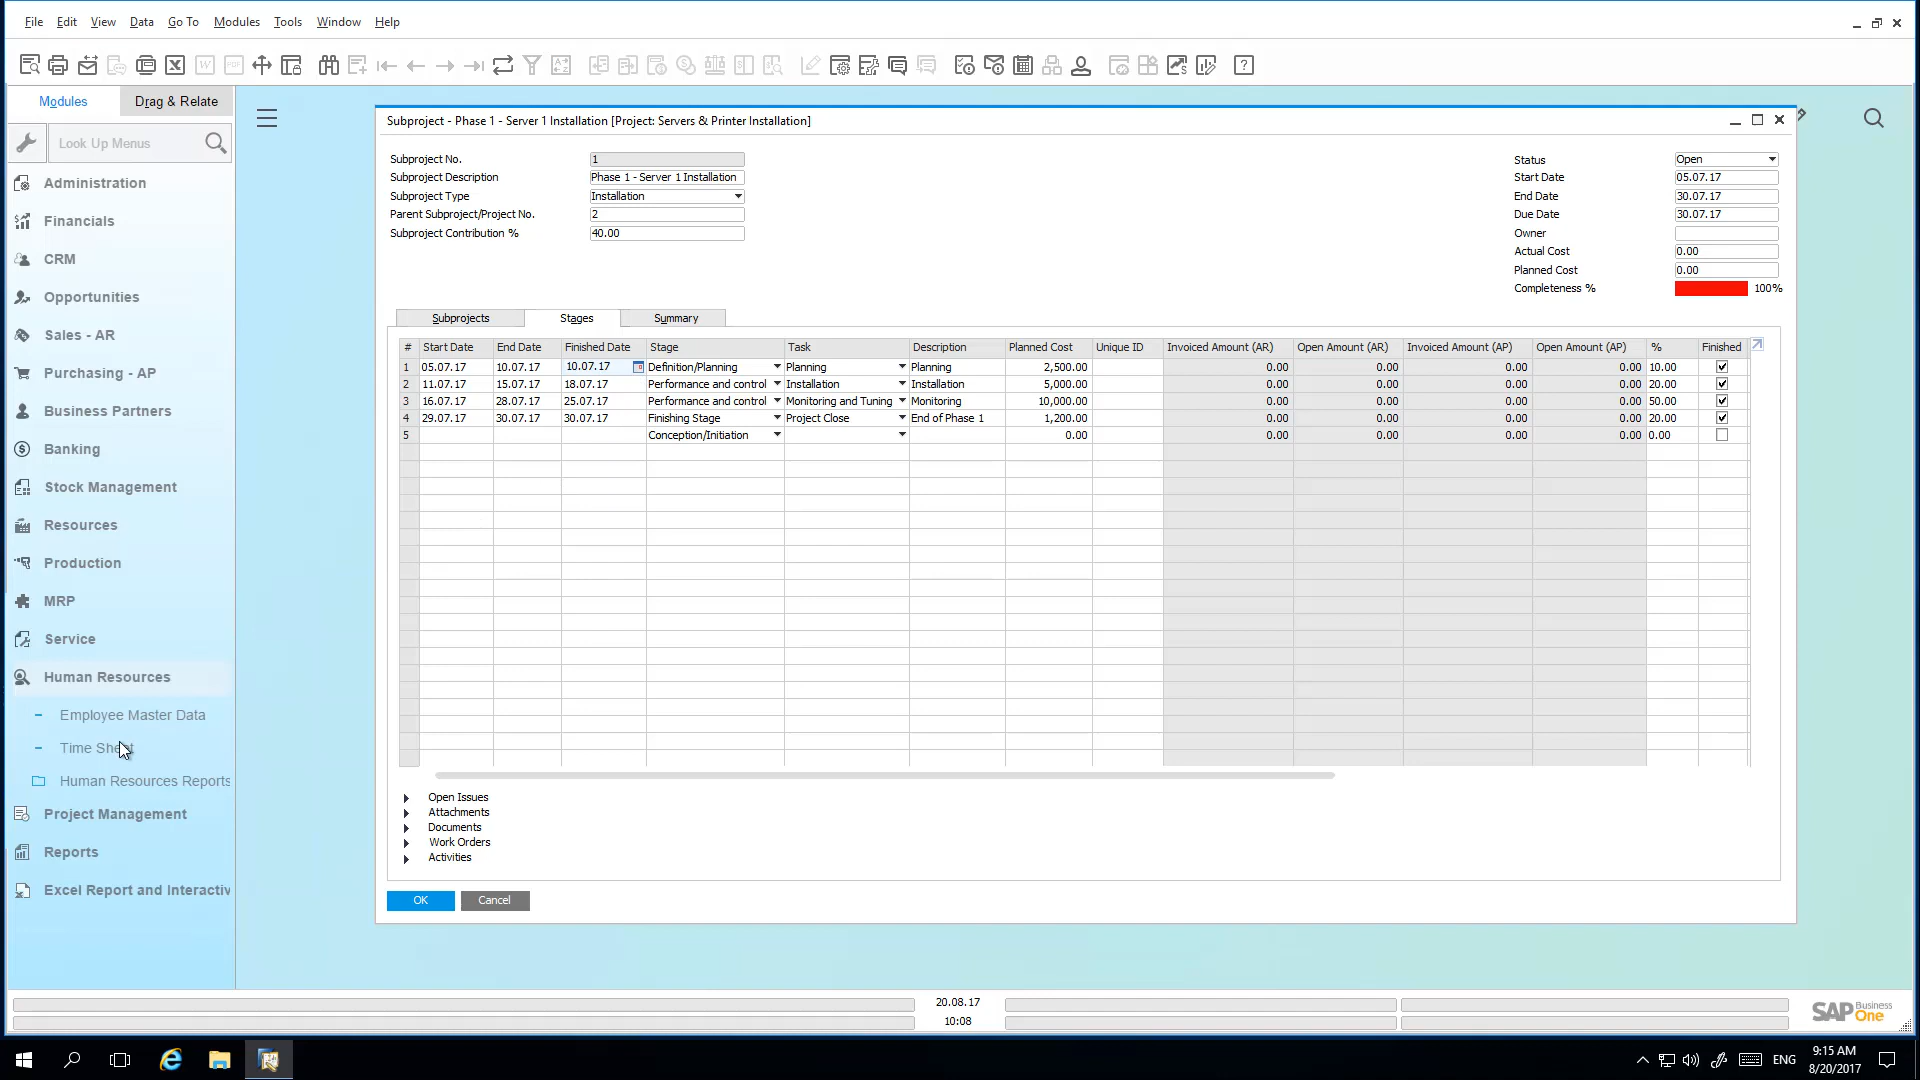 File Edit View Data Go To Modules Tools Window Help
Modules Drag & Relate
Look Up Menus
Administration
Financials
CRM
Opportunities
Sales - AR
Purchasing - AP
Business Partners
Banking
Stock Management
Resources
Production
MRP
Service
Human Resources
Employee Master Data
Time Sheet
Human Resources Reports
Project Management
Reports
Excel Report and Interactiv
Subproject - Phase 1 - Server 1 Installation [Project: Servers & Printer Installation]
Subproject No. 1
Subproject Description Phase 1 - Server 1 Installation
Subproject Type Installation
Parent Subproject/Project No. 2
Subproject Contribution % 40.00
Status Open
Start Date 05.07.17
End Date 30.07.17
Due Date 30.07.17
Owner
Actual Cost 0.00
Planned Cost 0.00
Completeness % 100%
Subprojects Stages Summary
# Start Date End Date Finished Date Stage Task Description Planned Cost Unique ID Invoiced Amount (AR) Open Amount (AR) Invoiced Amount (AP) Open Amount (AP) % Finished
1 05.07.17 10.07.17 10.07.17 Definition/Planning Planning Planning 2,500.00 0.00 0.00 0.00 0.00 10.00
2 11.07.17 15.07.17 18.07.17 Performance and control Installation Installation 5,000.00 0.00 0.00 0.00 0.00 20.00
3 16.07.17 28.07.17 25.07.17 Performance and control Monitoring and Tuning Monitoring 10,000.00 0.00 0.00 0.00 0.00 50.00
4 29.07.17 30.07.17 30.07.17 Finishing Stage Project Close End of Phase 1 1,200.00 0.00 0.00 0.00 0.00 20.00
5 Conception/Initiation 0.00 0.00 0.00 0.00 0.00 0.00
Open Issues
Attachments
Documents
Work Orders
Activities
OK Cancel
20.08.17
10:08
SAP Business One
ENG
9:15 AM
8/20/2017